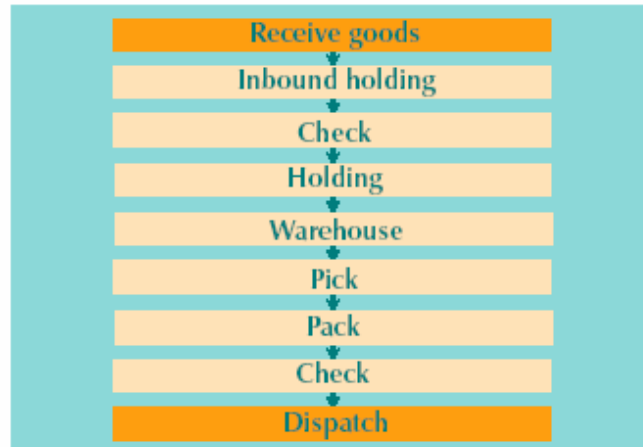 Receive goods
Inbound holding
Check
Holding
Warehouse
Pick
Pack
Check
Dispatch